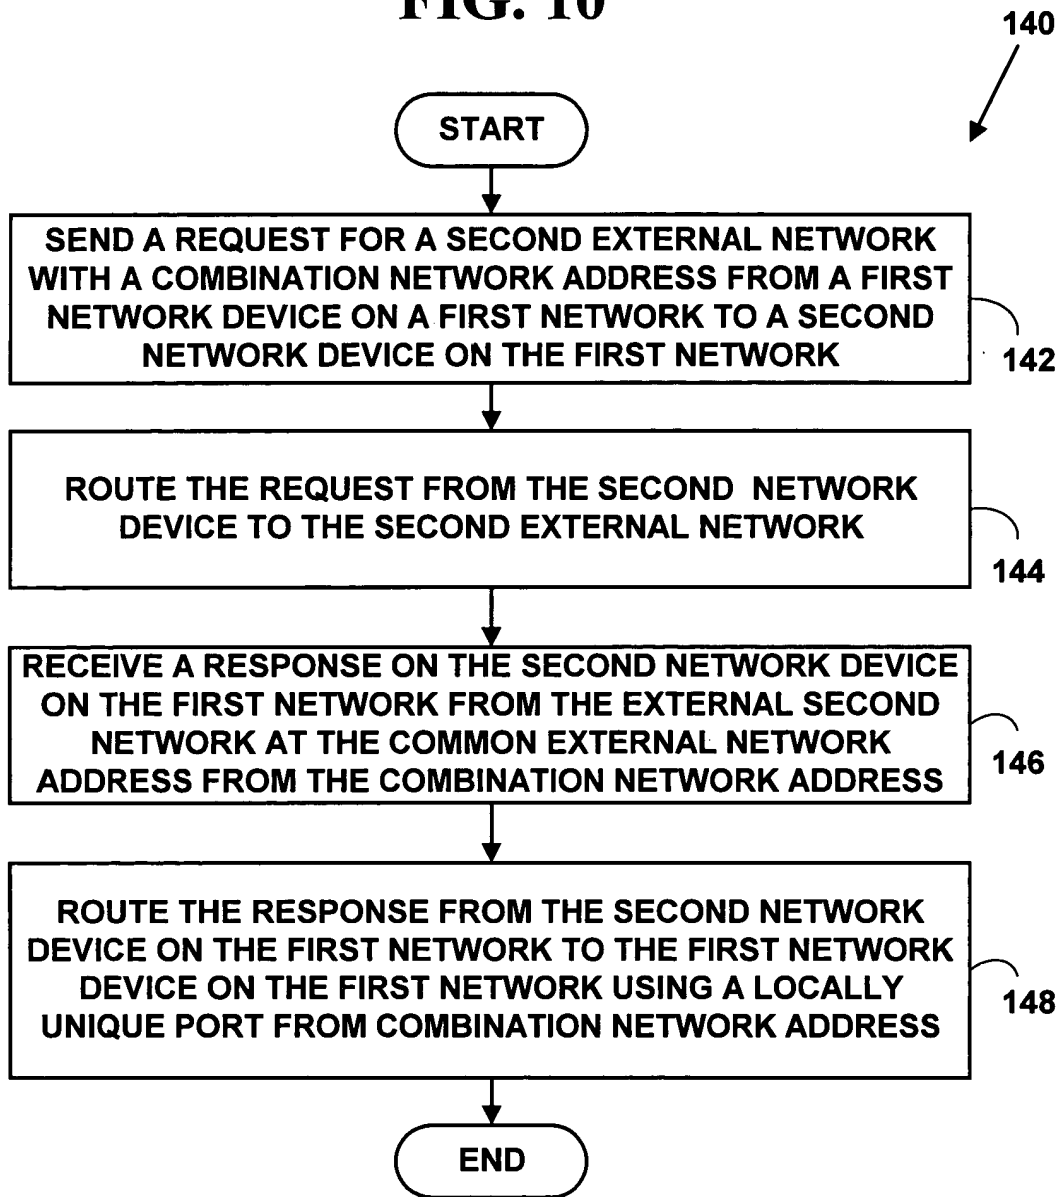 FIG. 10
140
START
SEND A REQUEST FOR A SECOND EXTERNAL NETWORK
WITH A COMBINATION NETWORK ADDRESS FROM A FIRST
NETWORK DEVICE ON A FIRST NETWORK TO A SECOND
NETWORK DEVICE ON THE FIRST NETWORK
142
ROUTE THE REQUEST FROM THE SECOND NETWORK
DEVICE TO THE SECOND EXTERNAL NETWORK
144
RECEIVE A RESPONSE ON THE SECOND NETWORK DEVICE
ON THE FIRST NETWORK FROM THE EXTERNAL SECOND
NETWORK AT THE COMMON EXTERNAL NETWORK
ADDRESS FROM THE COMBINATION NETWORK ADDRESS
146
ROUTE THE RESPONSE FROM THE SECOND NETWORK
DEVICE ON THE FIRST NETWORK TO THE FIRST NETWORK
DEVICE ON THE FIRST NETWORK USING A LOCALLY
UNIQUE PORT FROM COMBINATION NETWORK ADDRESS
148
END